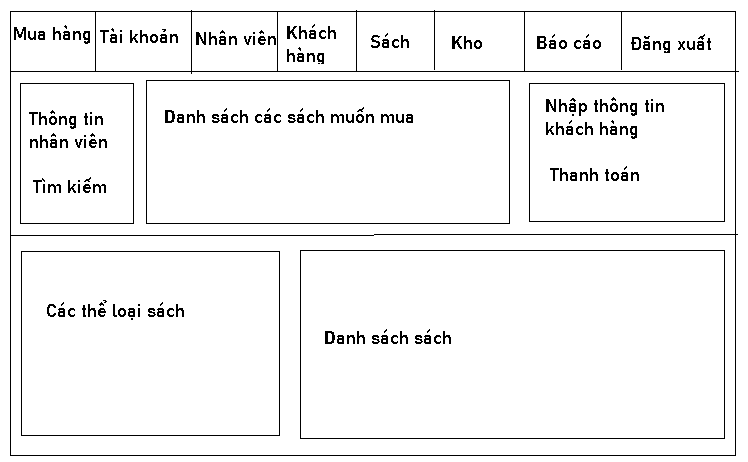 Mua hàng
Tài khoản
Nhân viên
Khách
hàng
Sách
Kho
Báo cáo
Đăng xuất
Thông tin
nhân viên
Tìm kiếm
Danh sách các sách muốn mua
Nhập thông tin
khách hàng
Thanh toán
Các thể loại sách
Danh sách sách